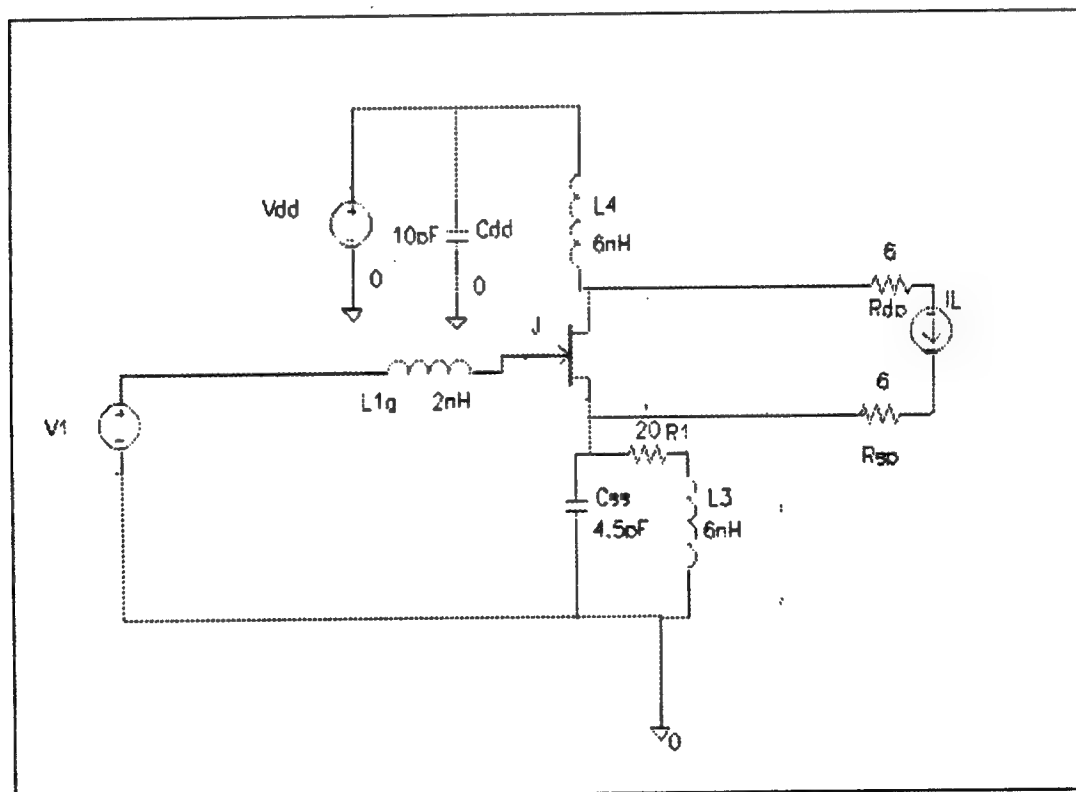 Vdd
10pF
Cdd
0
0
L4
6nH
6
Rdp
IL
J
L1g
2nH
V1
6
Rsp
20
R1
Css
4.5pF
L3
6nH
0